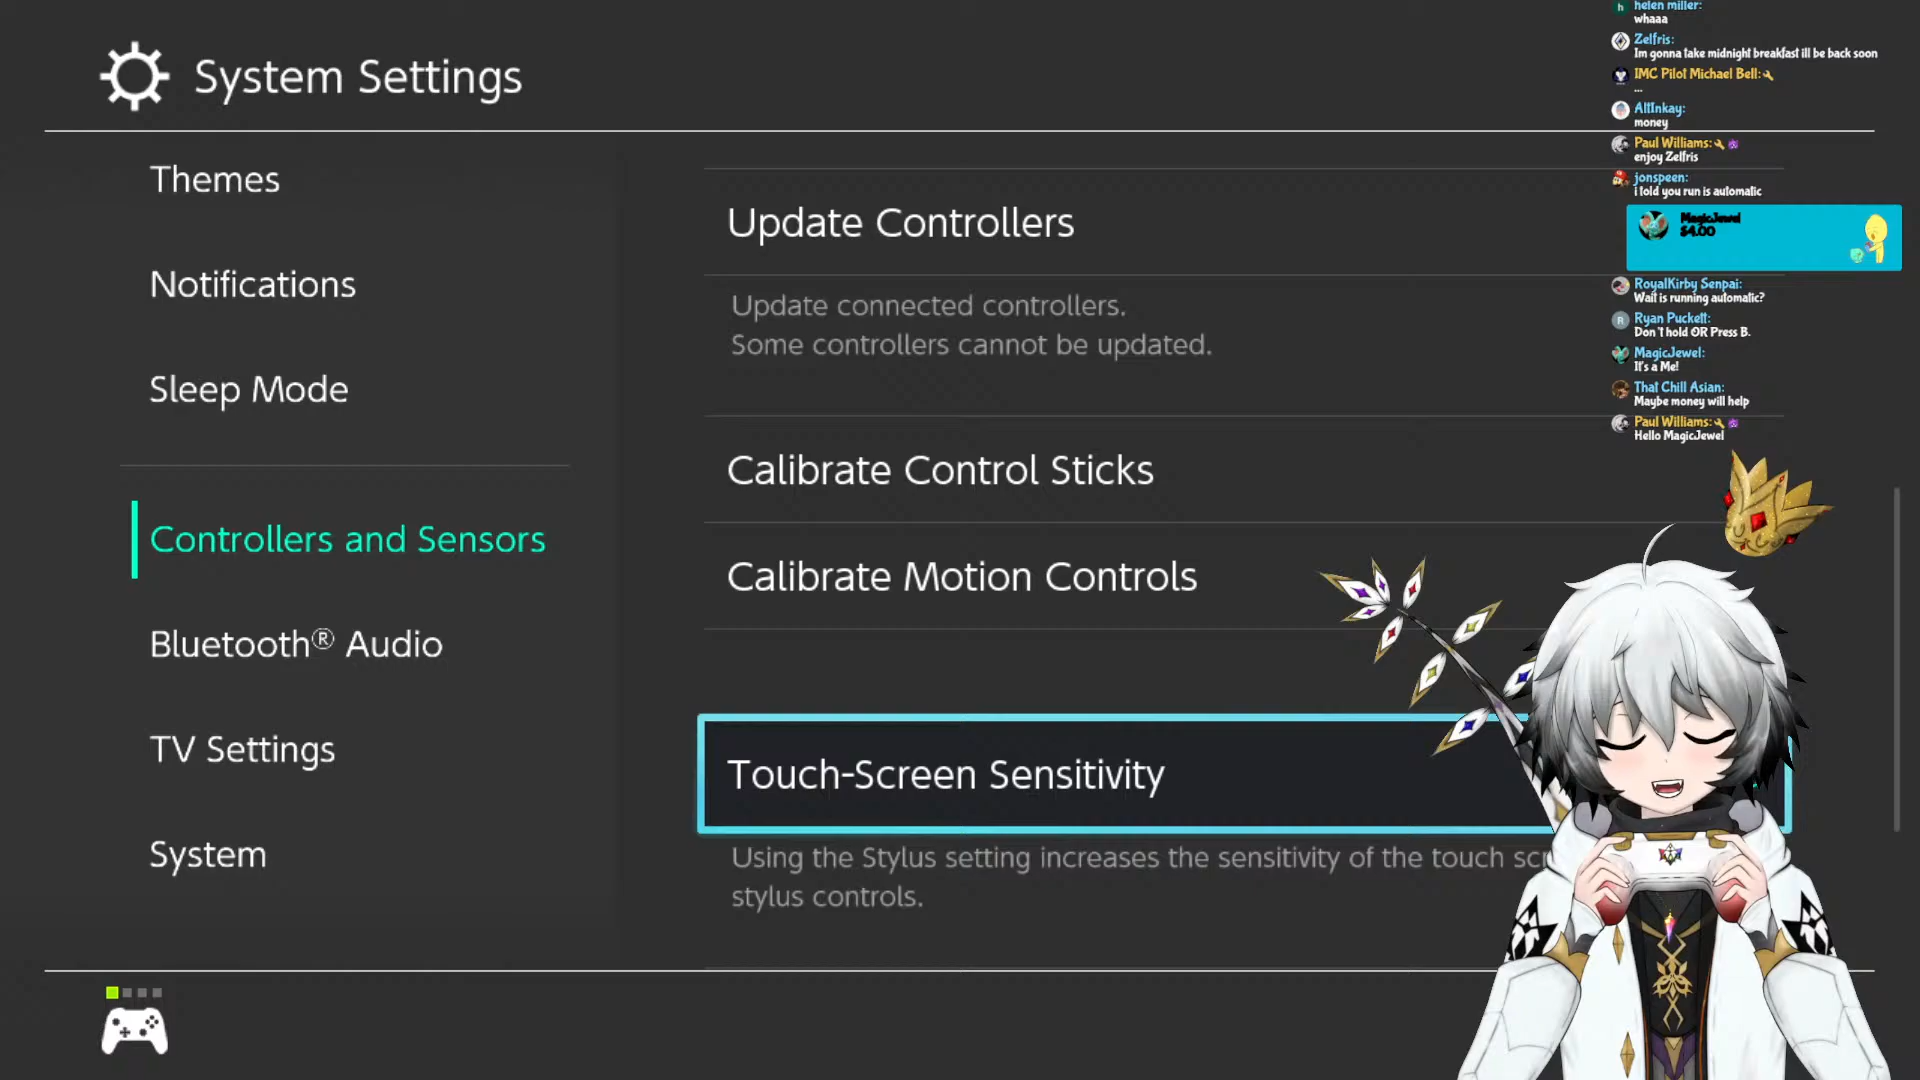 System Settings
Themes
Notifications
Sleep Mode
Controllers and Sensors
Bluetooth® Audio
TV Settings
System
Update Controllers
Update connected controllers.
Some controllers cannot be updated.
Calibrate Control Sticks
Calibrate Motion Controls
Touch-Screen Sensitivity
Using the Stylus setting increases the sensitivity of the touch
stylus controls.
h
helen miller:
whaaa
Zelfris:
Im gonna take midnight breakfast ill be back soon
IMC Pilot Michael Bell:
...
AltInkay:
money
Paul Williams:
enjoy Zelfris
jonspeen:
i told you run is automatic
MagicJewel
$4.00
RoyalKirby Senpai:
Wait is running automatic?
R
Ryan Puckett:
Don't hold OR Press B.
MagicJewel:
It's a Me!
That Chill Asian:
Maybe money will help
Paul Williams:
Hello MagicJewel